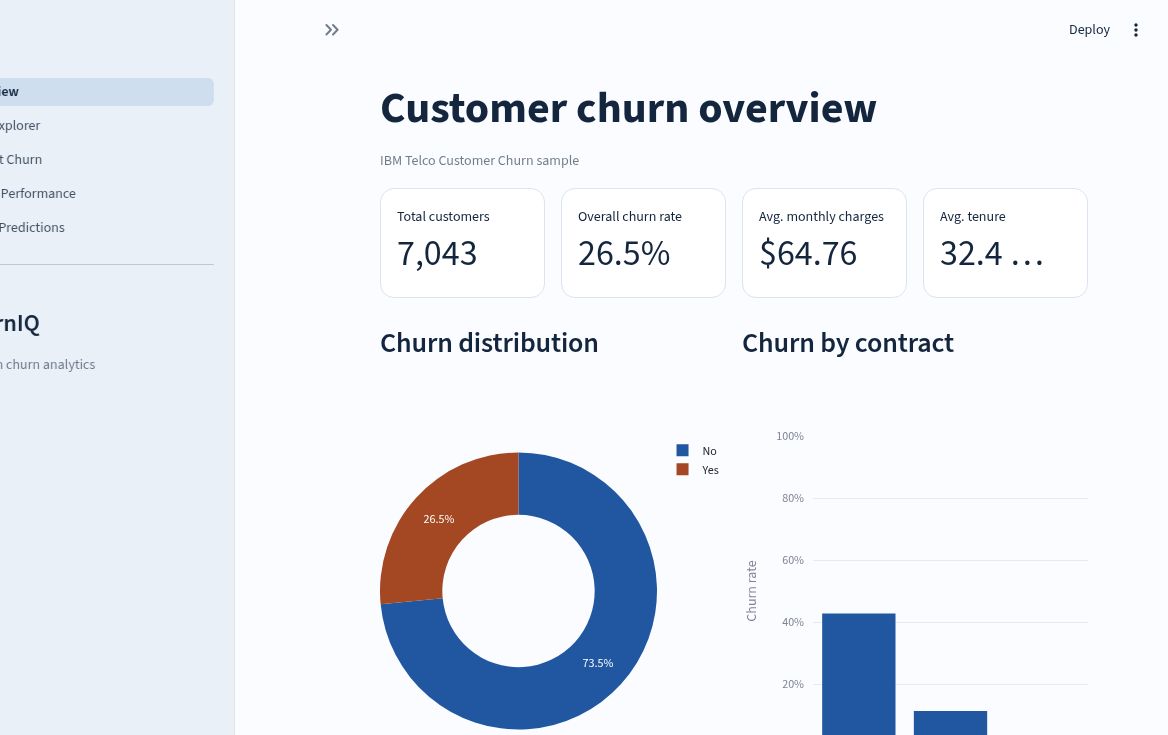 Deploy
iew
xplorer
t Churn
Performance
Predictions
rnIQ
n churn analytics
Customer churn overview
IBM Telco Customer Churn sample
Total customers
7,043
Overall churn rate
26.5%
Avg. monthly charges
$64.76
Avg. tenure
32.4 ...
Churn distribution
No
Yes
26.5%
73.5%
Churn by contract
100%
80%
60%
40%
20%
Churn rate